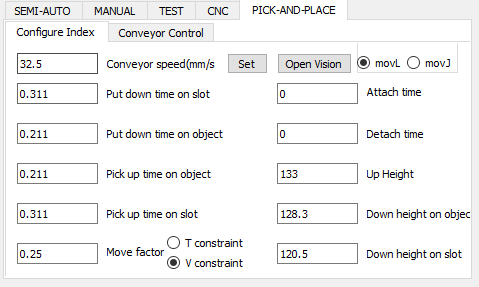 SEMI-AUTO MANUAL TEST CNC PICK-AND-PLACE
Configure Index Conveyor Control
32.5 Conveyor speed(mm/s Set Open Vision movL movJ
0.311 Put down time on slot 0 Attach time
0.211 Put down time on object 0 Detach time
0.211 Pick up time on object 133 Up Height
0.311 Pick up time on slot 128.3 Down height on objec
T constraint
0.25 Move factor 120.5 Down height on slot
V constraint